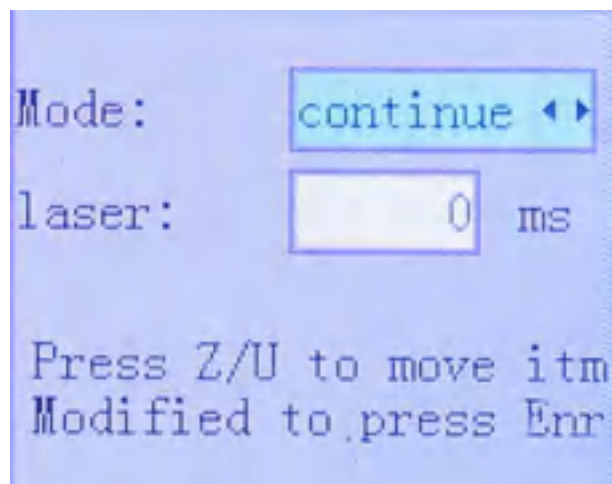 Mode: continue
laser: 0 ms
Press Z/U to move itm
Modified to press Enr